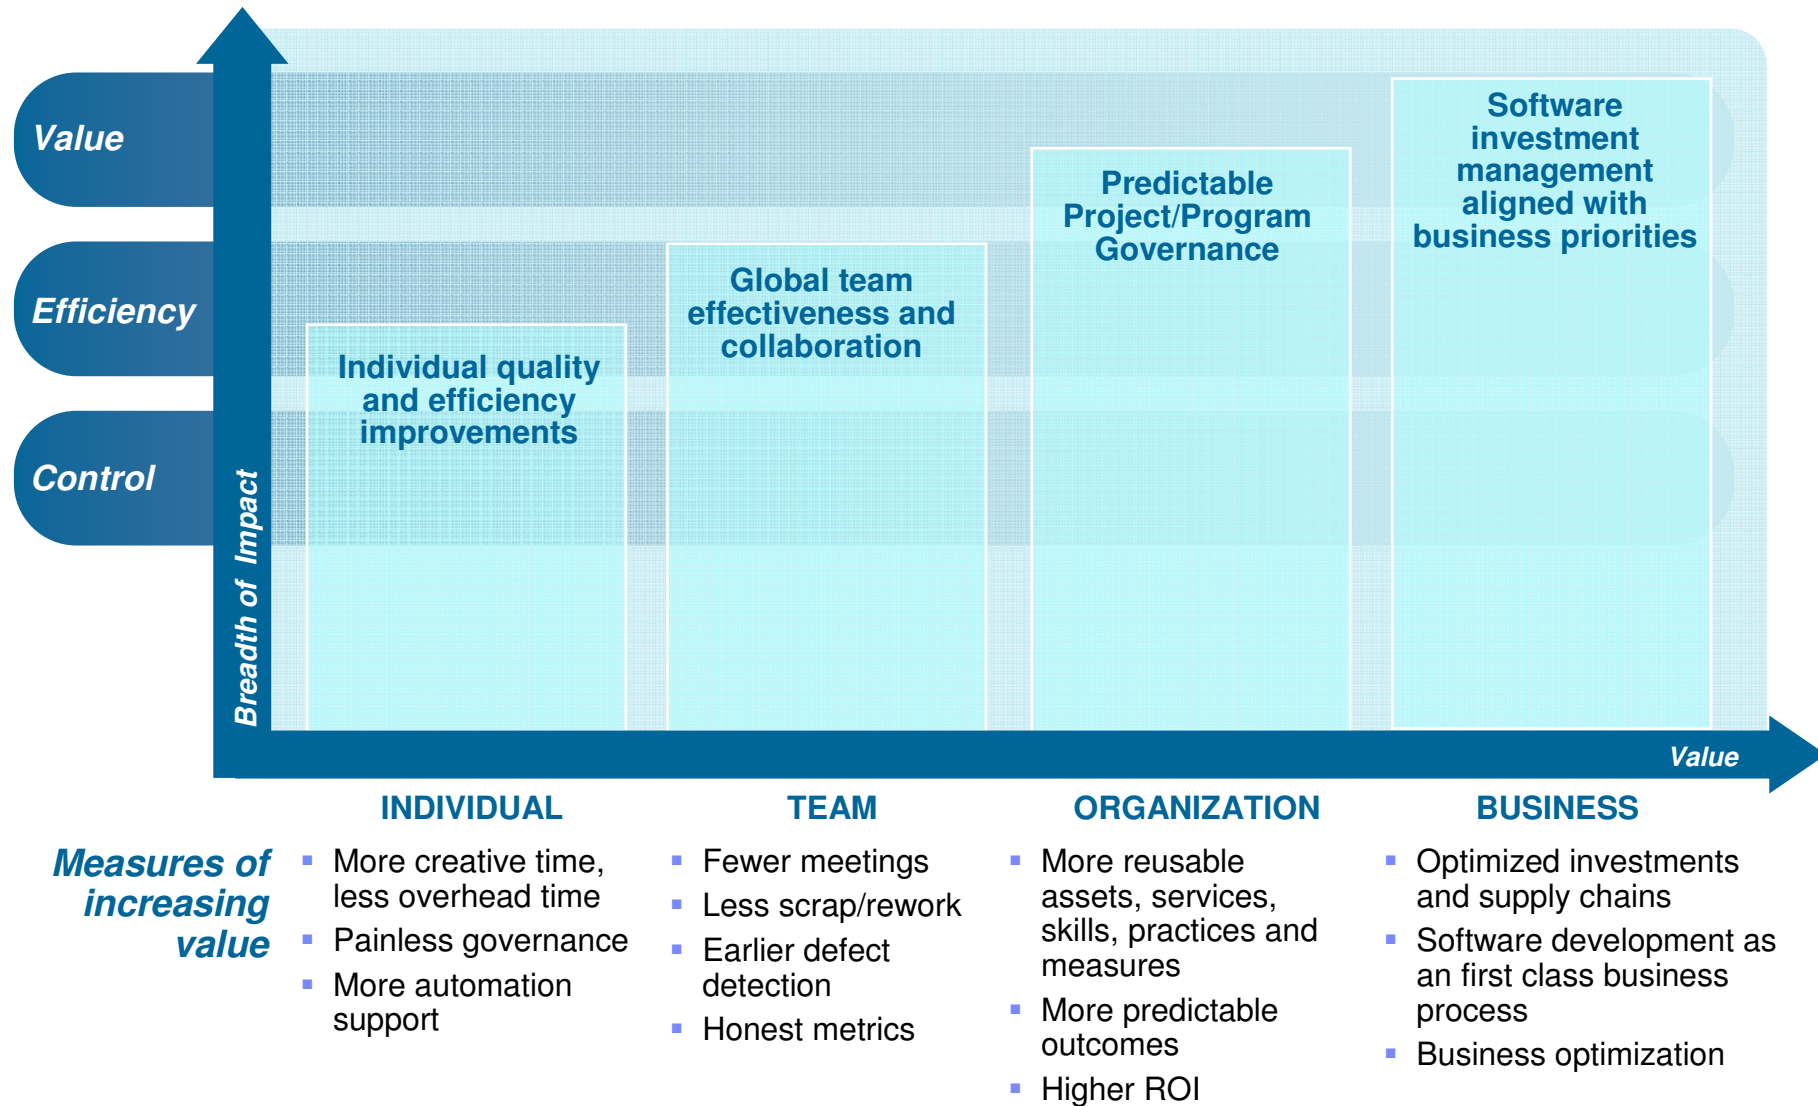 Value
Efficiency
Control
Breadth of Impact
Individual quality
and efficiency
improvements
Global team
effectiveness and
collaboration
Predictable
Project/Program
Governance
Software
investment
management
aligned with
business priorities
Value
Measures of
increasing
value
INDIVIDUAL
▪ More creative time,
less overhead time
▪ Painless governance
▪ More automation
support
TEAM
▪ Fewer meetings
▪ Less scrap/rework
▪ Earlier defect
detection
▪ Honest metrics
ORGANIZATION
▪ More reusable
assets, services,
skills, practices and
measures
▪ More predictable
outcomes
▪ Higher ROI
BUSINESS
▪ Optimized investments
and supply chains
▪ Software development as
an first class business
process
▪ Business optimization